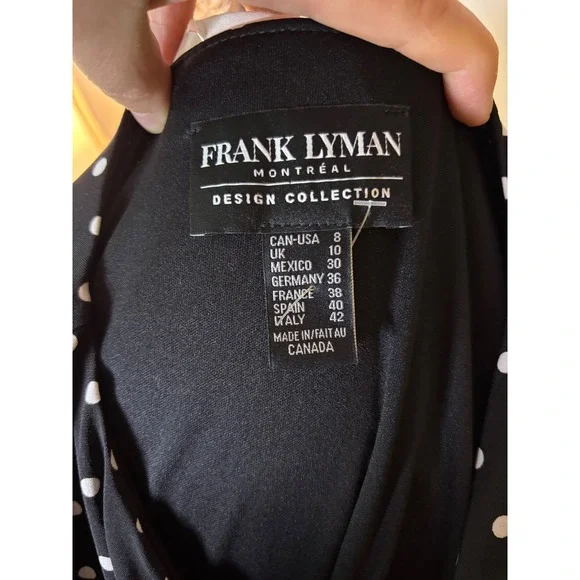 FRANK LYMAN
MONTRÉAL
DESIGN COLLECTION
CAN-USA 8
UK 10
MEXICO 30
GERMANY 36
FRANCE 38
SPAIN 40
ITALY 42
MADE IN/FAIT AU
CANADA